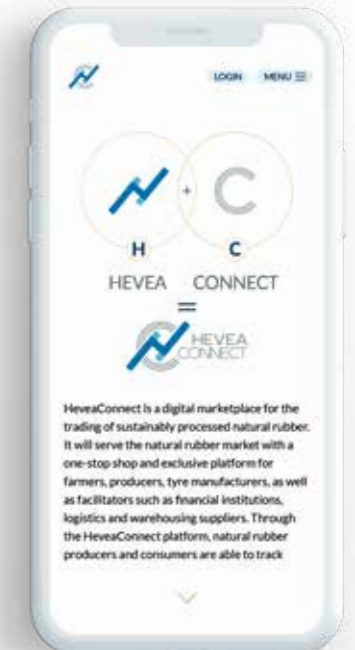 LOGIN MENU
+ C
H C
HEVEA CONNECT
=
HEVEA
CONNECT
HeveaConnect is a digital marketplace for the
trading of sustainably processed natural rubber.
It will serve the natural rubber market with a
one-stop shop and exclusive platform for
farmers, producers, tyre manufacturers, as well
as facilitators such as financial institutions,
logistics and warehousing suppliers. Through
the HeveaConnect platform, natural rubber
producers and consumers are able to track